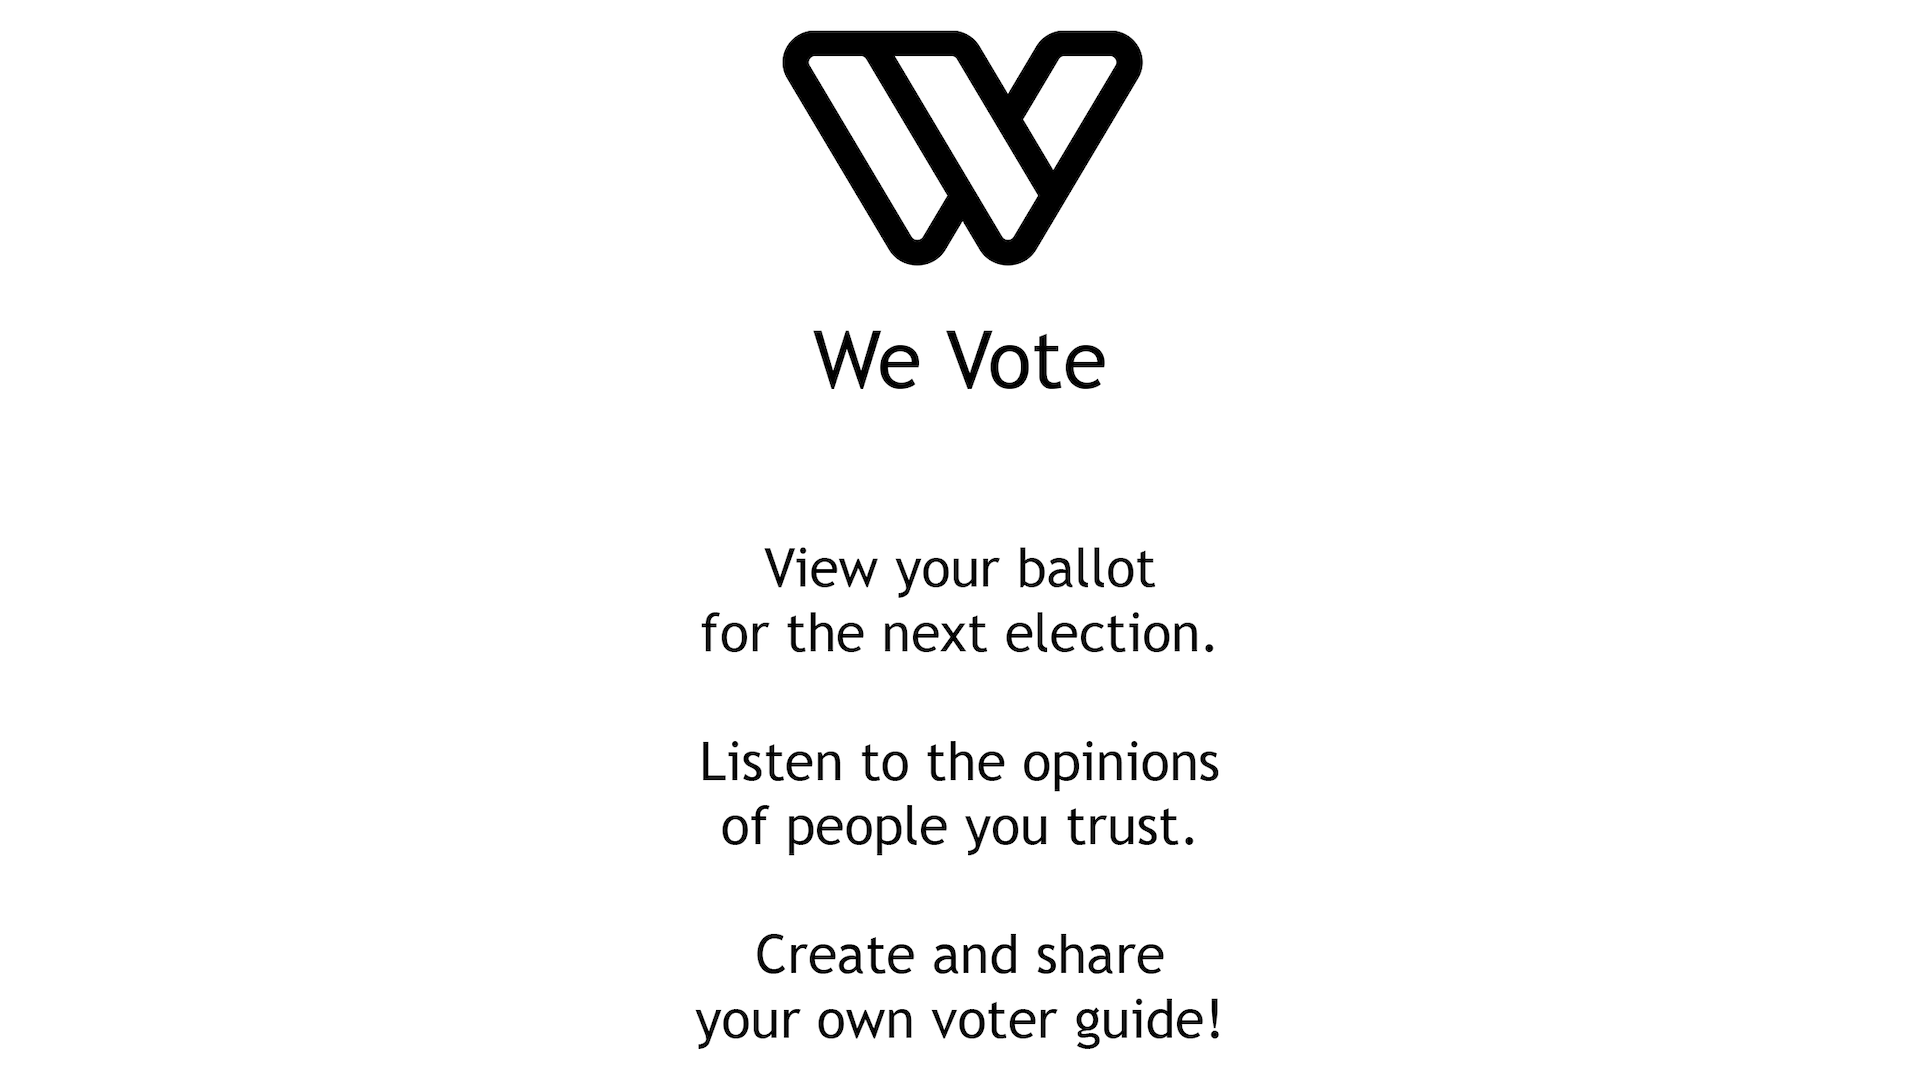 We Vote
View your ballot
for the next election.
Listen to the opinions
of people you trust.
Create and share
your own voter guide!